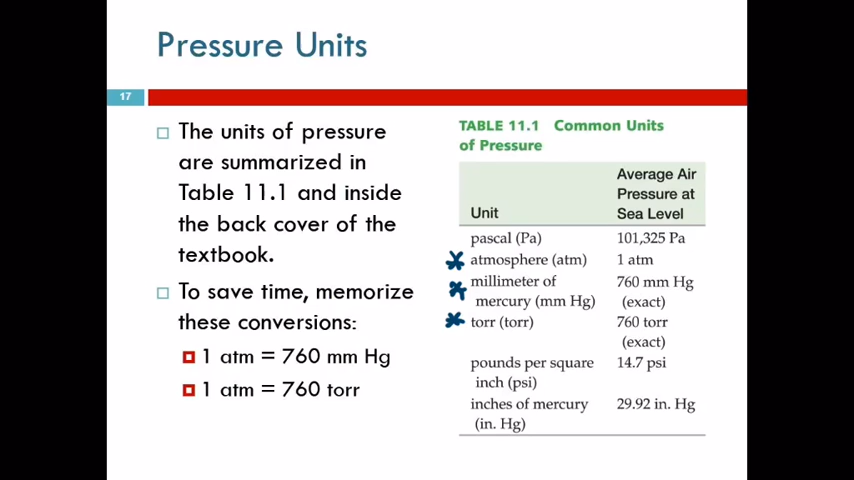 Pressure Units
17
The units of pressure
are summarized in
Table 11.1 and inside
the back cover of the
textbook.
To save time, memorize
these conversions:
1 atm = 760 mm Hg
1 atm = 760 torr
TABLE 11.1 Common Units
of Pressure
Average Air
Pressure at
Unit Sea Level
pascal (Pa) 101,325 Pa
atmosphere (atm) 1 atm
millimeter of 760 mm Hg
mercury (mm Hg) (exact)
torr (torr) 760 torr
(exact)
pounds per square 14.7 psi
inch (psi)
inches of mercury 29.92 in. Hg
(in. Hg)